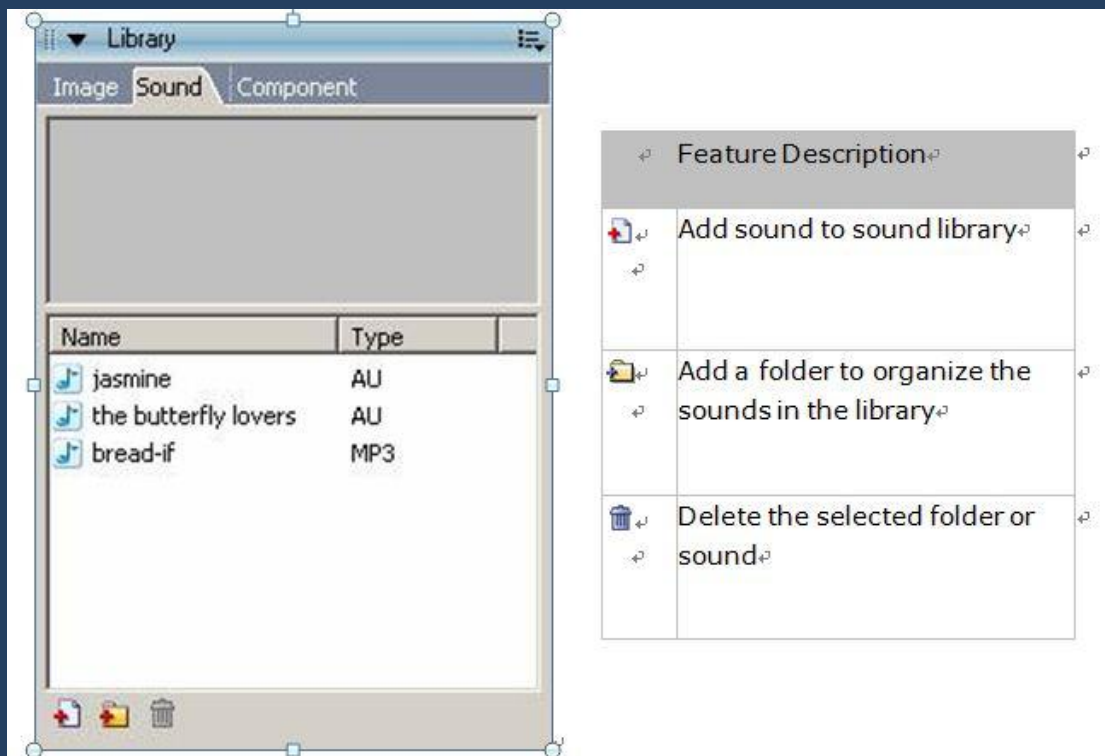 Library
Image Sound Component
Name Type
jasmine AU
the butterfly lovers AU
bread-if MP3
Feature Description
Add sound to sound library
Add a folder to organize the
sounds in the library
Delete the selected folder or
sound